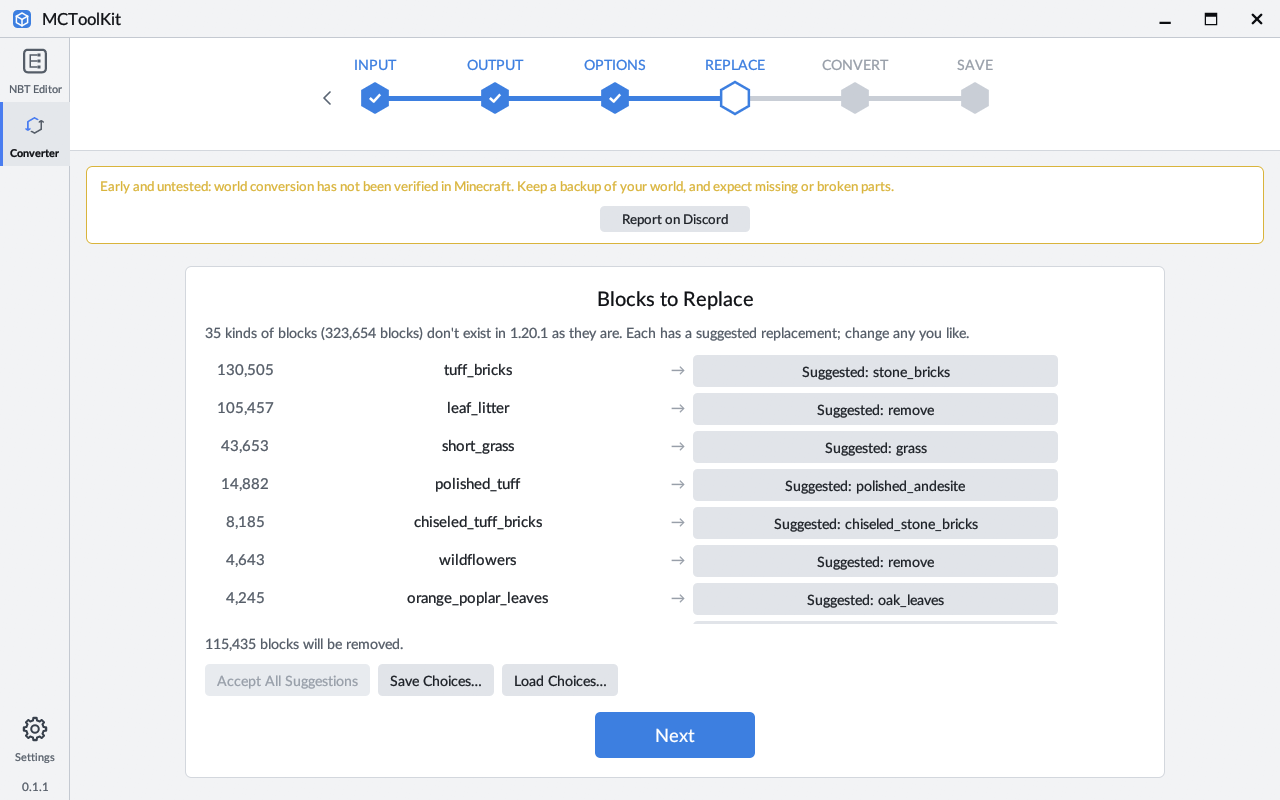 MCToolKit
NBT Editor
Converter
Settings
0.1.1
INPUT
OUTPUT
OPTIONS
REPLACE
CONVERT
SAVE
Early and untested: world conversion has not been verified in Minecraft. Keep a backup of your world, and expect missing or broken parts.
Report on Discord
Blocks to Replace
35 kinds of blocks (323,654 blocks) don't exist in 1.20.1 as they are. Each has a suggested replacement; change any you like.
130,505 tuff_bricks → Suggested: stone_bricks
105,457 leaf_litter → Suggested: remove
43,653 short_grass → Suggested: grass
14,882 polished_tuff → Suggested: polished_andesite
8,185 chiseled_tuff_bricks → Suggested: chiseled_stone_bricks
4,643 wildflowers → Suggested: remove
4,245 orange_poplar_leaves → Suggested: oak_leaves
115,435 blocks will be removed.
Accept All Suggestions
Save Choices...
Load Choices...
Next